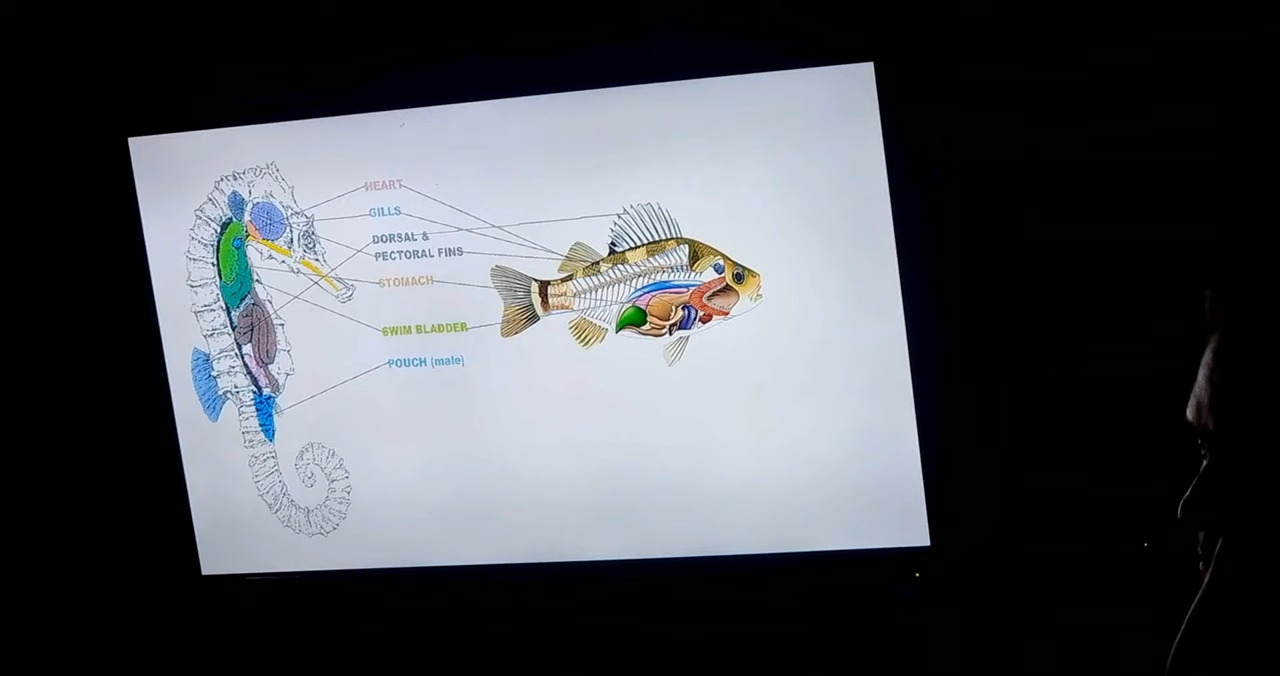 HEART
GILLS
DORSAL &
PECTORAL FINS
STOMACH
SWIM BLADDER
POUCH (male)